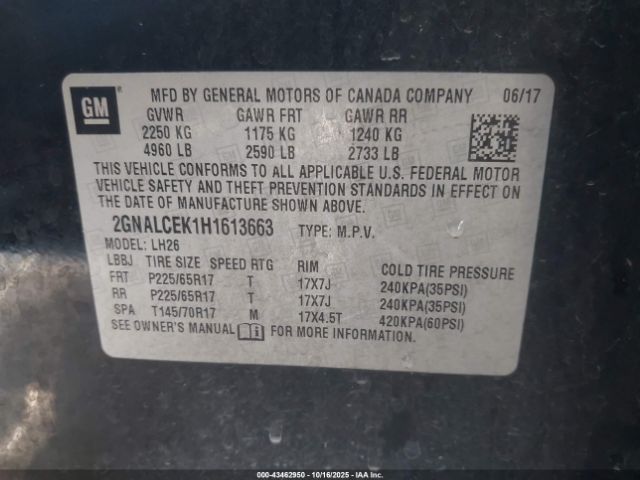 GM MFD BY GENERAL MOTORS OF CANADA COMPANY 06/17
GVWR GAWR FRT GAWR RR
2250 KG 1175 KG 1240 KG
4960 LB 2590 LB 2733 LB
THIS VEHICLE CONFORMS TO ALL APPLICABLE U.S. FEDERAL MOTOR
VEHICLE SAFETY AND THEFT PREVENTION STANDARDS IN EFFECT ON
THE DATE OF MANUFACTURE SHOWN ABOVE.
2GNALCEK1H1613663 TYPE: M.P.V.
MODEL: LH26
LBBJ TIRE SIZE SPEED RTG RIM COLD TIRE PRESSURE
FRT P225/65R17 T 17X7J 240KPA(35PSI)
RR P225/65R17 T 17X7J 240KPA(35PSI)
SPA T145/70R17 M 17X4.5T 420KPA(60PSI)
SEE OWNER'S MANUAL FOR MORE INFORMATION.
000-43462950 - 10/16/2025 - IAAI.com